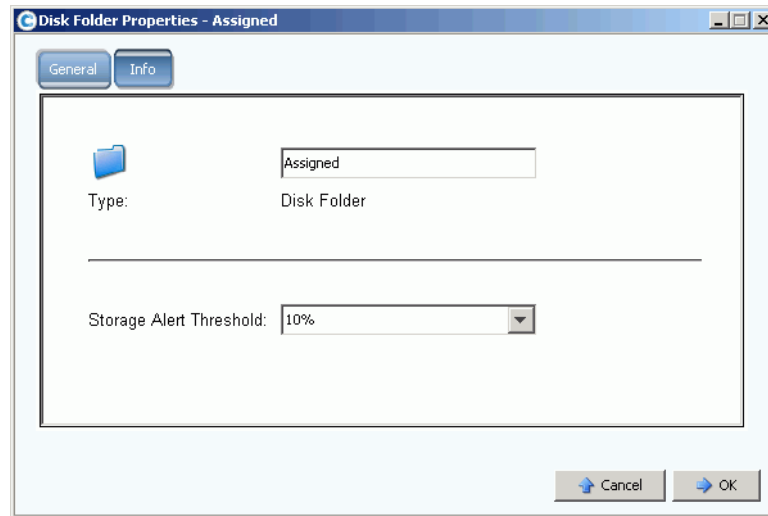 Disk Folder Properties - Assigned
General Info
Assigned
Type: Disk Folder
Storage Alert Threshold: 10%
Cancel OK